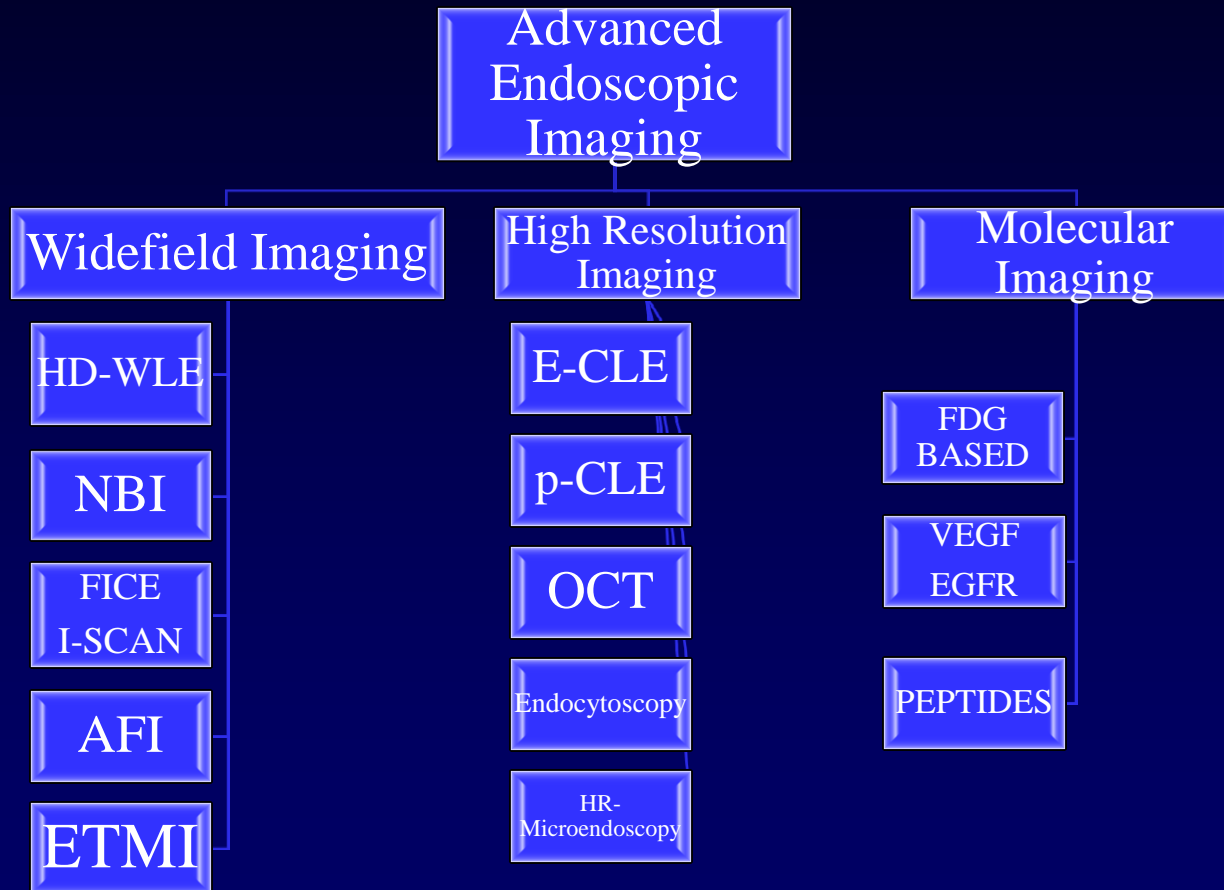 Advanced
Endoscopic
Imaging
Widefield Imaging
HD-WLE
NBI
FICE
I-SCAN
AFI
ETMI
High Resolution
Imaging
E-CLE
p-CLE
OCT
Endocytoscopy
HR-
Microendoscopy
Molecular
Imaging
FDG
BASED
VEGF
EGFR
PEPTIDES